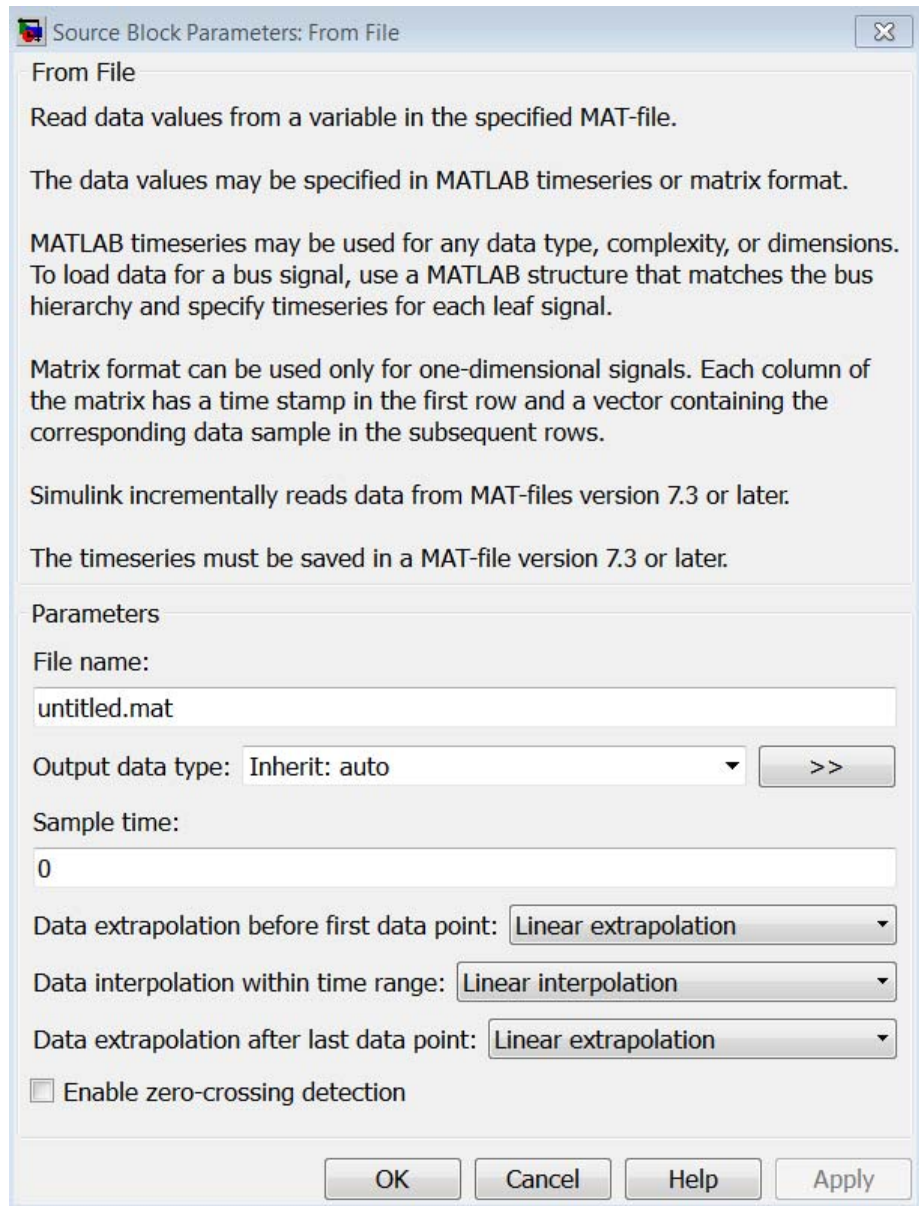 Source Block Parameters: From File
From File
Read data values from a variable in the specified MAT-file.
The data values may be specified in MATLAB timeseries or matrix format.
MATLAB timeseries may be used for any data type, complexity, or dimensions.
To load data for a bus signal, use a MATLAB structure that matches the bus
hierarchy and specify timeseries for each leaf signal.
Matrix format can be used only for one-dimensional signals. Each column of
the matrix has a time stamp in the first row and a vector containing the
corresponding data sample in the subsequent rows.
Simulink incrementally reads data from MAT-files version 7.3 or later.
The timeseries must be saved in a MAT-file version 7.3 or later.
Parameters
File name:
untitled.mat
Output data type: Inherit: auto >>
Sample time:
0
Data extrapolation before first data point: Linear extrapolation
Data interpolation within time range: Linear interpolation
Data extrapolation after last data point: Linear extrapolation
Enable zero-crossing detection
OK Cancel Help Apply